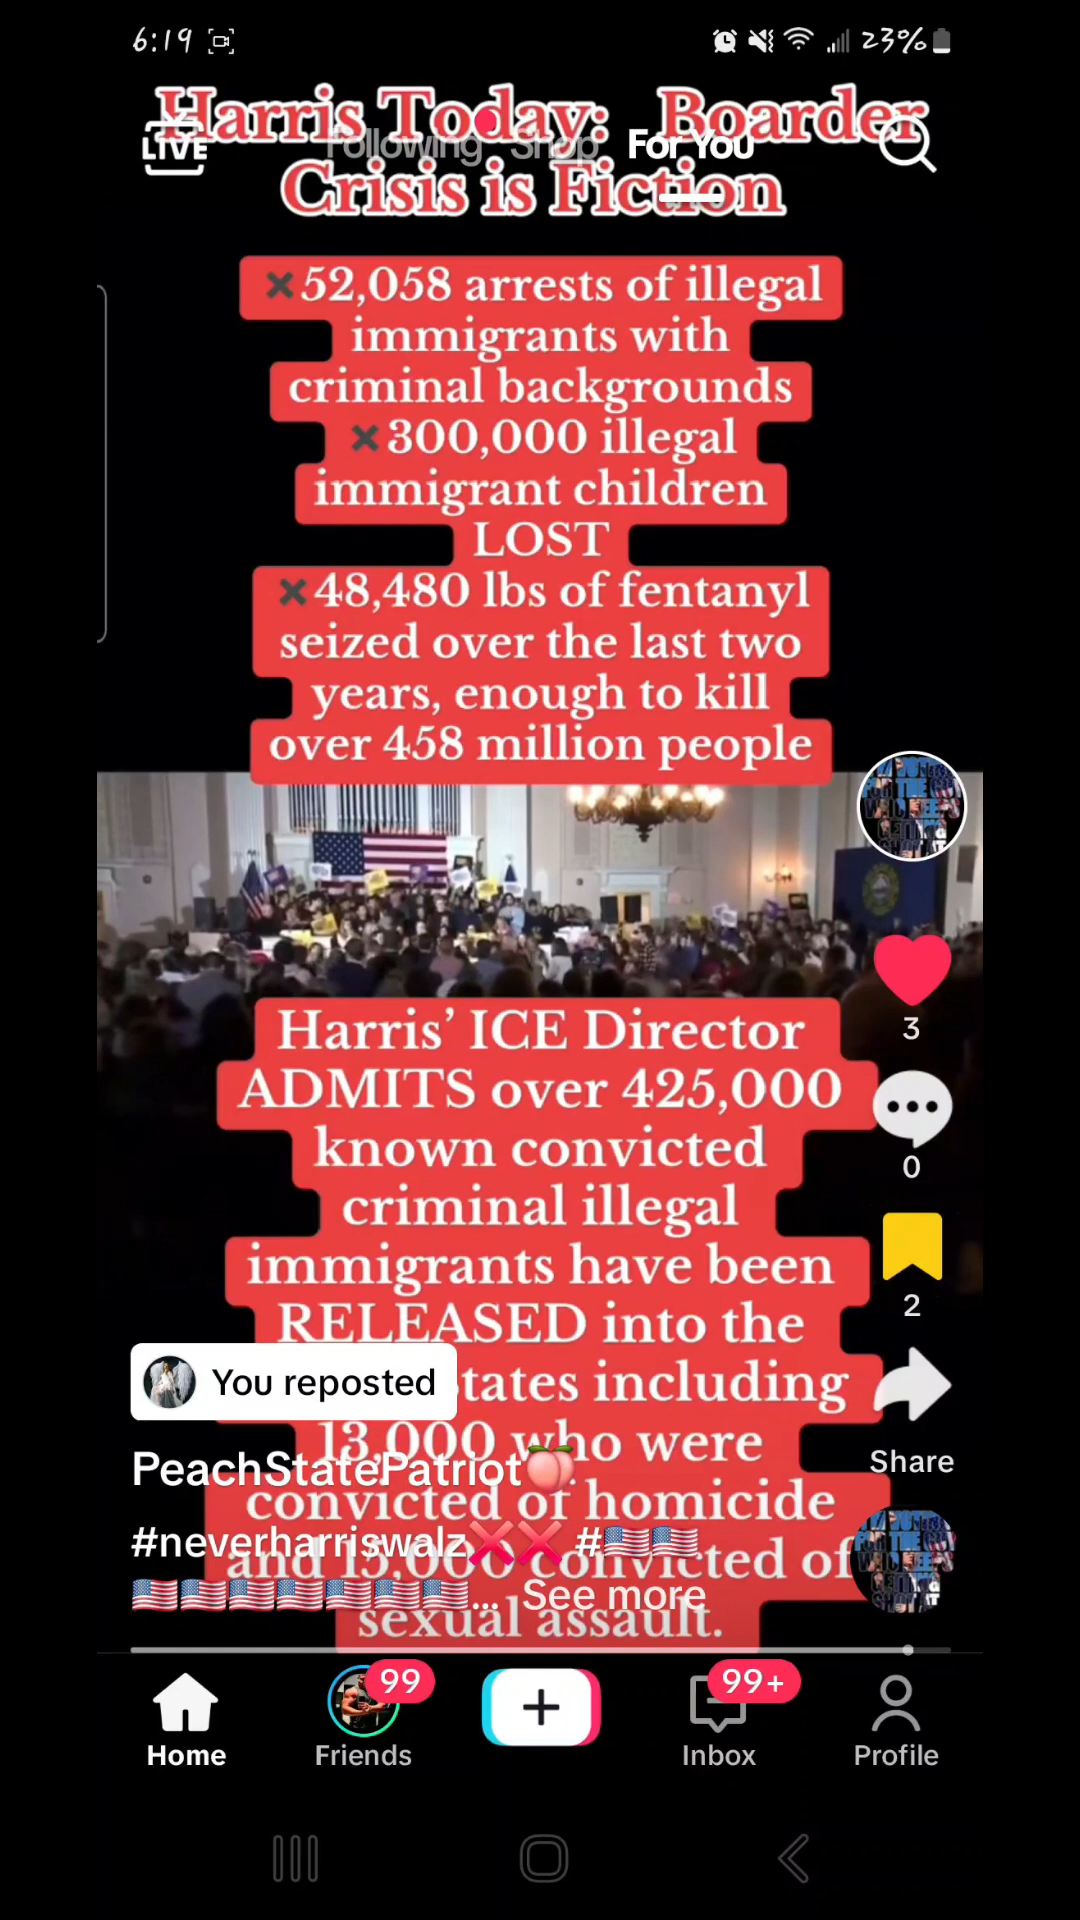 6:19
23%
Harris Today: Boarder
LIVE
Following Shop For You
Crisis is Fiction
❌52,058 arrests of illegal
immigrants with
criminal backgrounds
❌300,000 illegal
immigrant children
LOST
❌48,480 lbs of fentanyl
seized over the last two
years, enough to kill
over 458 million people
Harris’ ICE Director
ADMITS over 425,000
known convicted
criminal illegal
immigrants have been
RELEASED into the
tates including
13,000 who were
convicted of homicide
and 15,000 convicted of
sexual assault.
3
0
2
Share
You reposted
PeachStatePatriot🍑
#neverharriswalz❌❌ #🇺🇸🇺🇸
🇺🇸🇺🇸🇺🇸🇺🇸🇺🇸🇺🇸🇺🇸... See more
99
99+
Home
Friends
Inbox
Profile